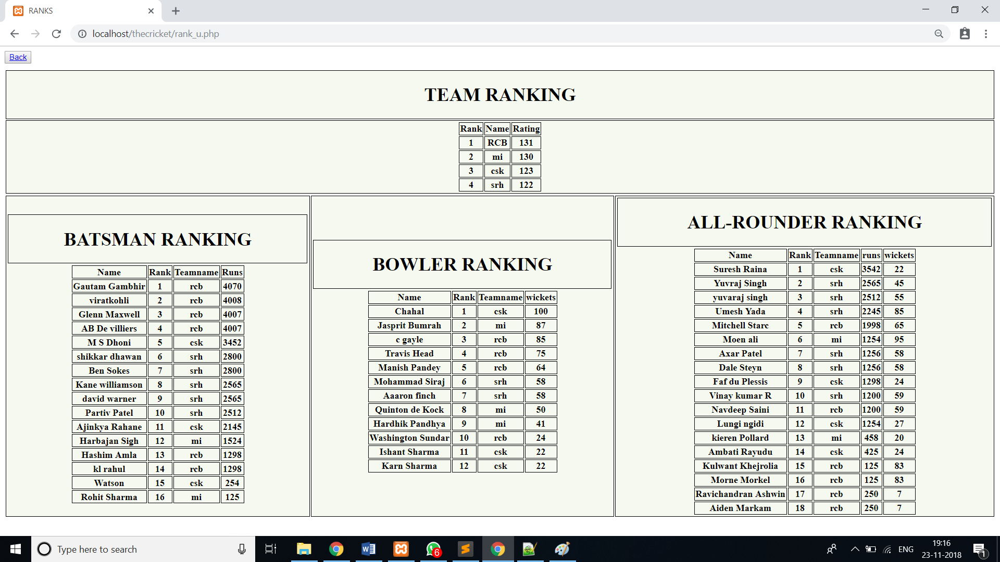 RANKS
localhost/thecricket/rank_u.php
Back
TEAM RANKING
Rank Name Rating
1 RCB 131
2 mi 130
3 csk 123
4 srh 122
BATSMAN RANKING
Name Rank Teamname Runs
Gautam Gambhir 1 rcb 4070
viratkohli 2 rcb 4008
Glenn Maxwell 3 rcb 4007
AB De villiers 4 rcb 4007
M S Dhoni 5 csk 3452
shikkar dhawan 6 srh 2800
Ben Sokes 7 srh 2800
Kane williamson 8 srh 2565
david warner 9 srh 2565
Partiv Patel 10 srh 2512
Ajinkya Rahane 11 csk 2145
Harbajan Sigh 12 mi 1524
Hashim Amla 13 rcb 1298
kl rahul 14 rcb 1298
Watson 15 csk 254
Rohit Sharma 16 mi 125
BOWLER RANKING
Name Rank Teamname wickets
Chahal 1 csk 100
Jasprit Bumrah 2 mi 87
c gayle 3 rcb 85
Travis Head 4 rcb 75
Manish Pandey 5 rcb 64
Mohammad Siraj 6 srh 58
Aaaron finch 7 srh 58
Quinton de Kock 8 mi 50
Hardhik Pandhya 9 mi 41
Washington Sundar 10 rcb 24
Ishant Sharma 11 csk 22
Karn Sharma 12 csk 22
ALL-ROUNDER RANKING
Name Rank Teamname runs wickets
Suresh Raina 1 csk 3542 22
Yuvraj Singh 2 srh 2565 45
yuvaraj singh 3 srh 2512 55
Umesh Yada 4 srh 2245 85
Mitchell Starc 5 rcb 1998 65
Moen ali 6 mi 1254 95
Axar Patel 7 srh 1256 58
Dale Steyn 8 srh 1256 58
Faf du Plessis 9 csk 1298 24
Vinay kumar R 10 srh 1200 59
Navdeep Saini 11 rcb 1200 59
Lungi ngidi 12 csk 1254 27
kieren Pollard 13 mi 458 20
Ambati Rayudu 14 csk 425 24
Kulwant Khejrolia 15 rcb 125 83
Morne Morkel 16 rcb 125 83
Ravichandran Ashwin 17 rcb 250 7
Aiden Markam 18 rcb 250 7
Type here to search
6
ENG
19:16
23-11-2018
1